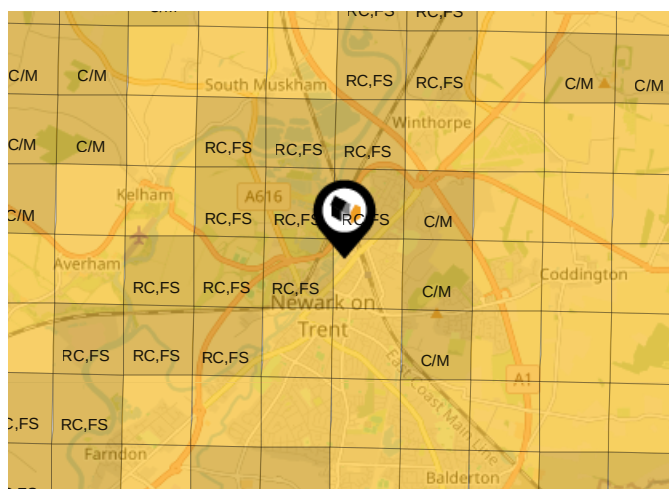 C/M RC,FS RC,FS
C/M C/M South Muskham RC,FS RC,FS C/M C/M
Winthorpe
C/M C/M RC,FS RC,FS RC,FS
Kelham A616
C/M RC,FS RC,FS RC,FS C/M
Averham Coddington
RC,FS RC,FS RC,FS C/M
Newark on
Trent
RC,FS RC,FS RC,FS C/M
East Coast Main Line
A1
C,FS RC,FS
Farndon
Balderton